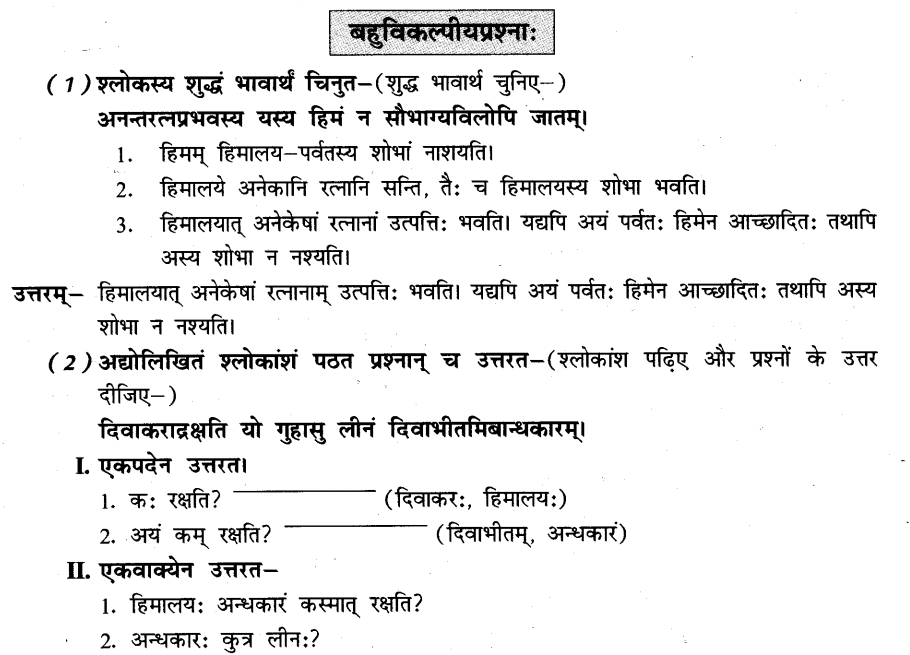 बहुविकल्पीयप्रश्नाः
(1) श्लोकस्य शुद्धं भावार्थं चिनुत–(शुद्ध भावार्थ चुनिए–)
अनन्तरत्नप्रभवस्य यस्य हिमं न सौभाग्यविलोपि जातम्।
1. हिमम् हिमालय–पर्वतस्य शोभां नाशयति।
2. हिमालये अनेकानि रत्नानि सन्ति, तैः च हिमालयस्य शोभा भवति।
3. हिमालयात् अनेकेषां रत्नानां उत्पत्तिः भवति। यद्यपि अयं पर्वतः हिमेन आच्छादितः तथापि
अस्य शोभा न नश्यति।
उत्तरम्– हिमालयात् अनेकेषां रत्नानाम् उत्पत्तिः भवति। यद्यपि अयं पर्वतः हिमेन आच्छादितः तथापि अस्य
शोभा न नश्यति।
(2) अद्योलिखितं श्लोकांशं पठत प्रश्नान् च उत्तरत–(श्लोकांश पढ़िए और प्रश्नों के उत्तर
दीजिए–)
दिवाकराद्रक्षति यो गुहासु लीनं दिवाभीतमिबान्धकारम्।
I. एकपदेन उत्तरत।
1. कः रक्षति? ―――――― (दिवाकरः, हिमालयः)
2. अयं कम् रक्षति? ―――――― (दिवाभीतम्, अन्धकारं)
II. एकवाक्येन उत्तरत–
1. हिमालयः अन्धकारं कस्मात् रक्षति?
2. अन्धकारः कुत्र लीनः?